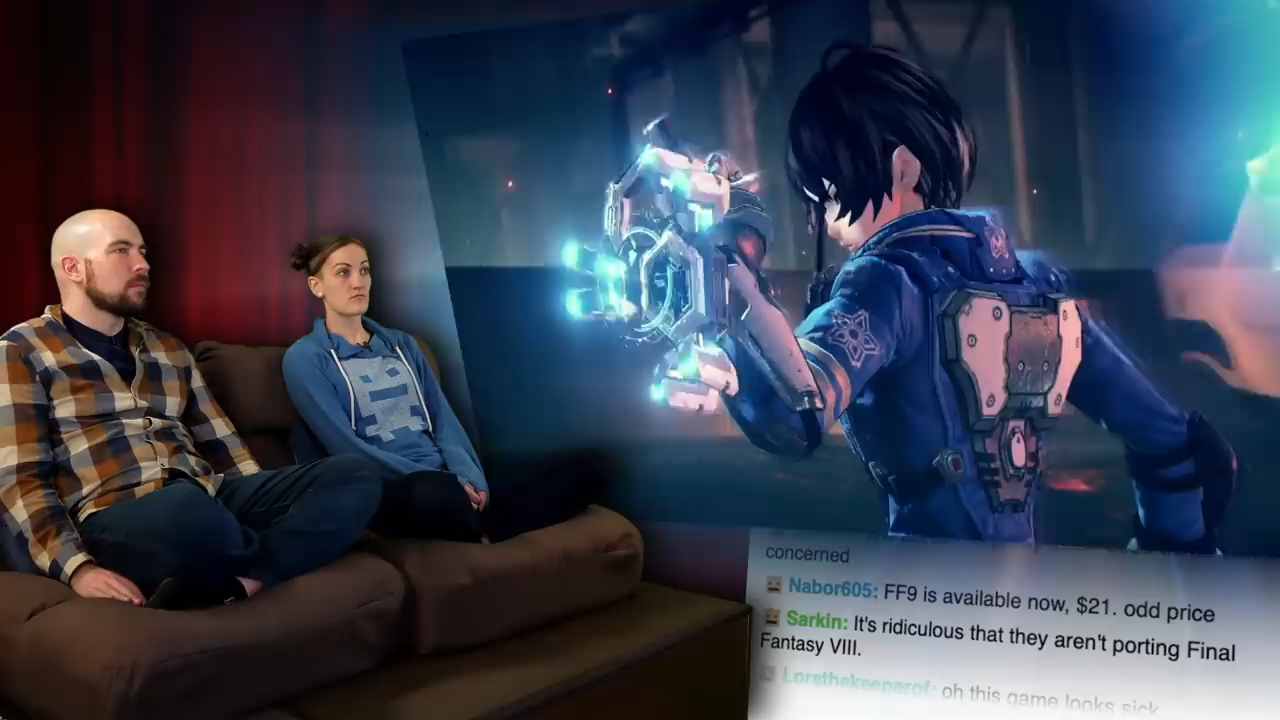 concerned
Nabor605: FF9 is available now, $21. odd price
Sarkin: It's ridiculous that they aren't porting Final
Fantasy VIII.
Lorethekeeperof: oh this game looks sick